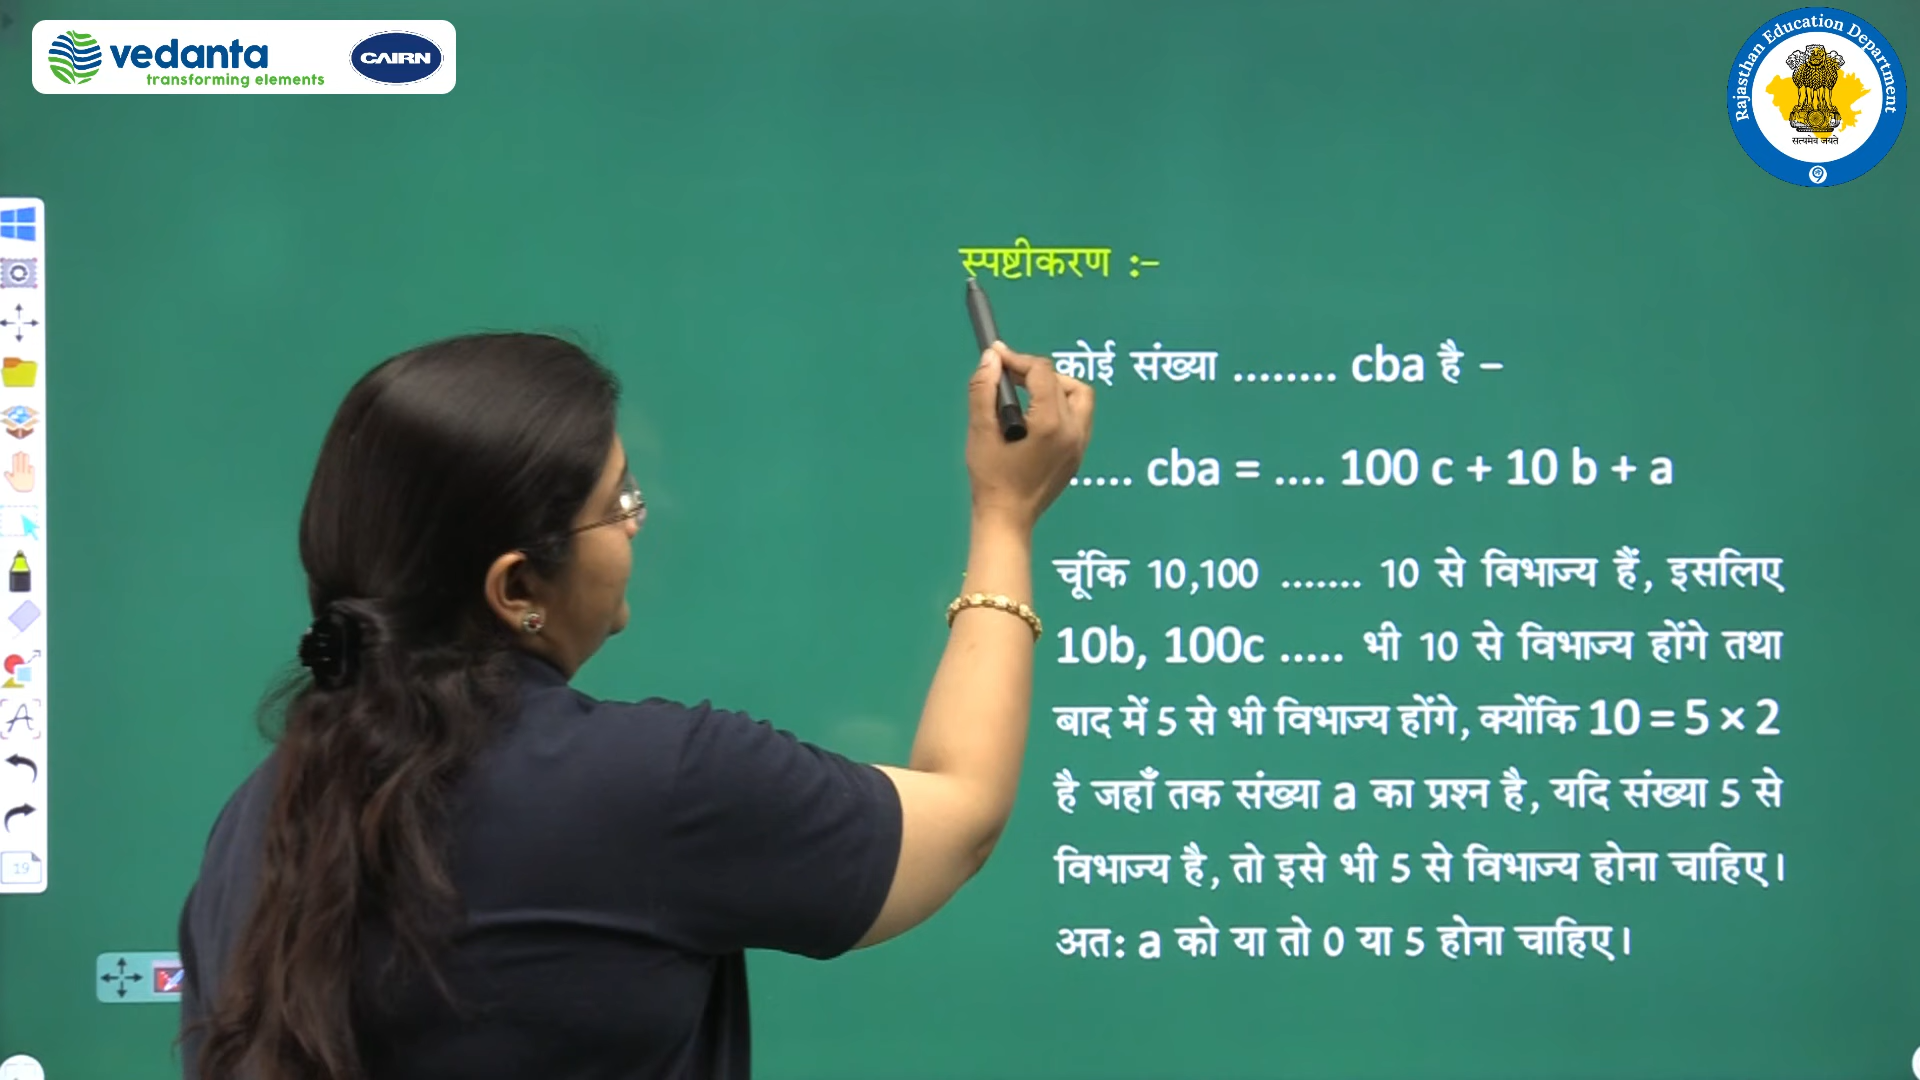 vedanta
transforming elements
CAIRN
Rajasthan Education Department
सत्यमेव जयते
स्पष्टीकरण :–
कोई संख्या ........ cba है –
..... cba = .... 100 c + 10 b + a
चूंकि 10,100 ....... 10 से विभाज्य हैं, इसलिए
10b, 100c ..... भी 10 से विभाज्य होंगे तथा
बाद में 5 से भी विभाज्य होंगे, क्योंकि 10 = 5 × 2
है जहाँ तक संख्या a का प्रश्न है, यदि संख्या 5 से
विभाज्य है, तो इसे भी 5 से विभाज्य होना चाहिए।
अत: a को या तो 0 या 5 होना चाहिए।
19